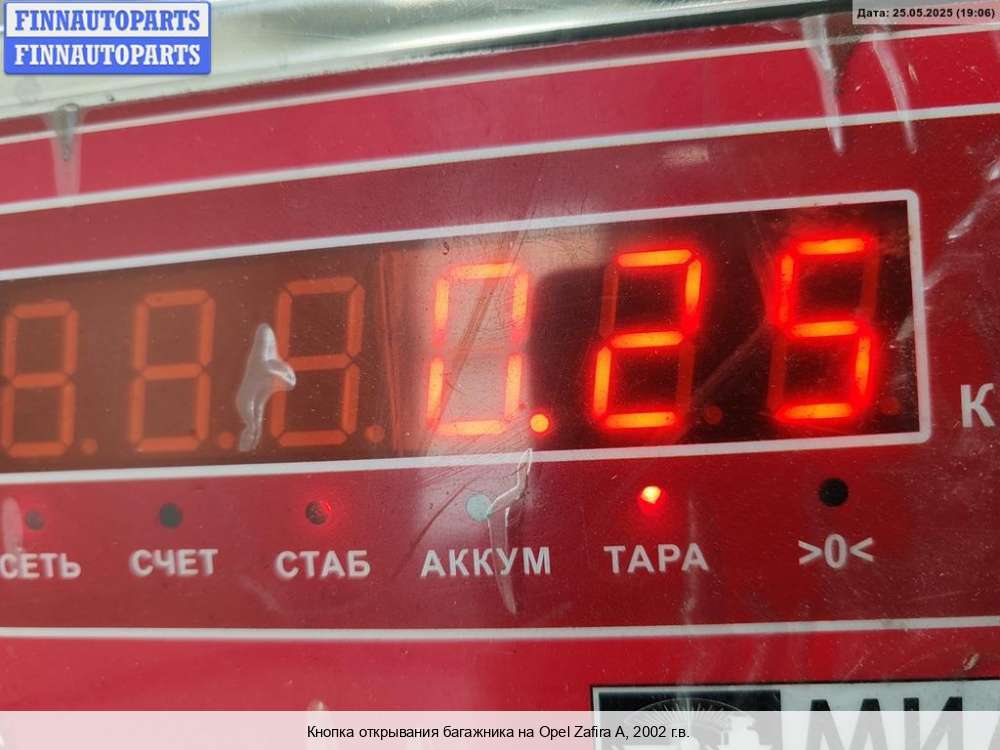 FINNAUTOPARTS
FINNAUTOPARTS
Дата: 25.05.2025 (19:06)
0.25
К
СЕТЬ СЧЕТ СТАБ АККУМ ТАРА >0<
Кнопка открывания багажника на Opel Zafira A, 2002 г.в.